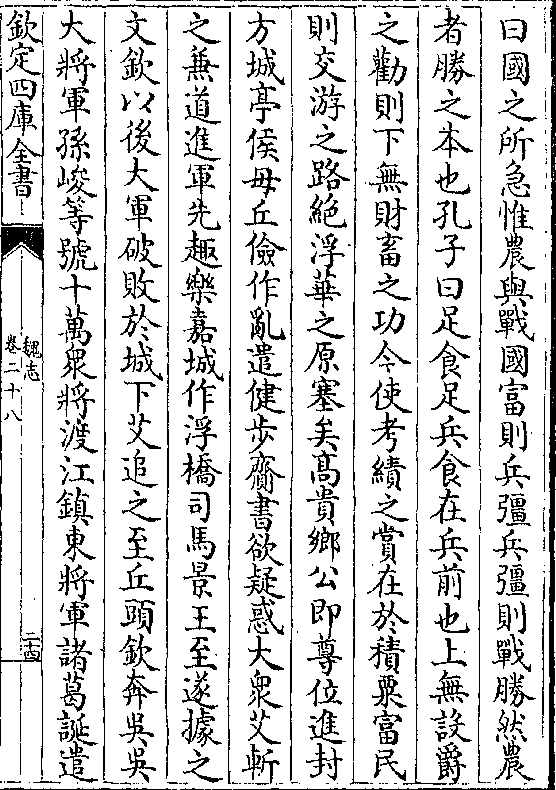 曰國之所急惟農與戰國富則兵彊兵彊則戰勝然農
者勝之本也孔子曰足食足兵食在兵前也上無設爵
之勸則下無財畜之功今使考績之賞在於積粟富民
則交游之路絕浮華之原塞矣高貴鄉公即尊位進封
方城亭侯毋丘儉作亂遣健步齎書欲疑惑大衆艾斬
之兼道進軍先趣樂嘉城作浮橋司馬景王至遂據之
文欽以後大軍破敗於城下艾追之至丘頭欽奔吳吳
大將軍孫峻等號十萬衆將渡江鎮東將軍諸葛誕遣
欽定四庫全書
魏志
卷二十八
二古